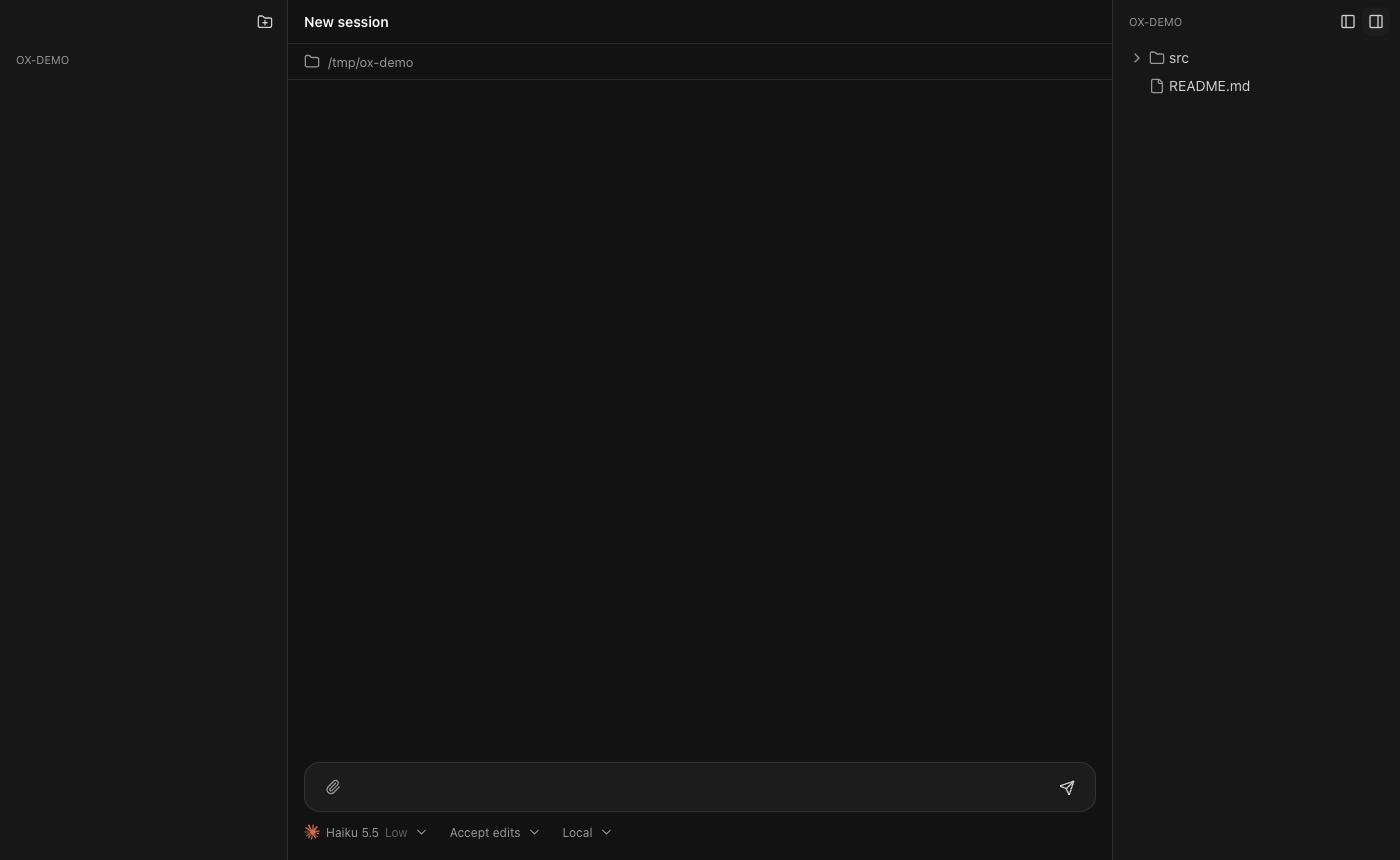 OX-DEMO
New session
/tmp/ox-demo
Haiku 5.5 Low
Accept edits
Local
OX-DEMO
src
README.md